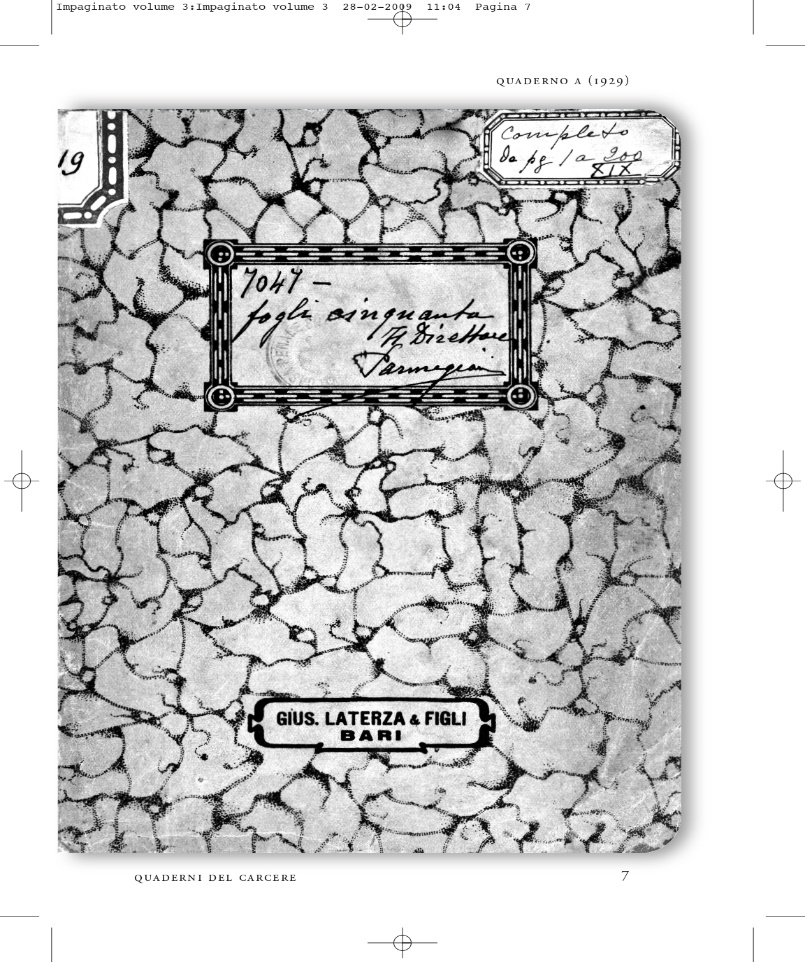 Impaginato volume 3:Impaginato volume 3  28-02-2009  11:04  Pagina 7
QUADERNO A (1929)
19
Completo
Da pg 1 a 200
XIX
7047 –
fogli cinquanta
Il Direttore
Parmegiani
GIUS. LATERZA & FIGLI
BARI
QUADERNI DEL CARCERE
7